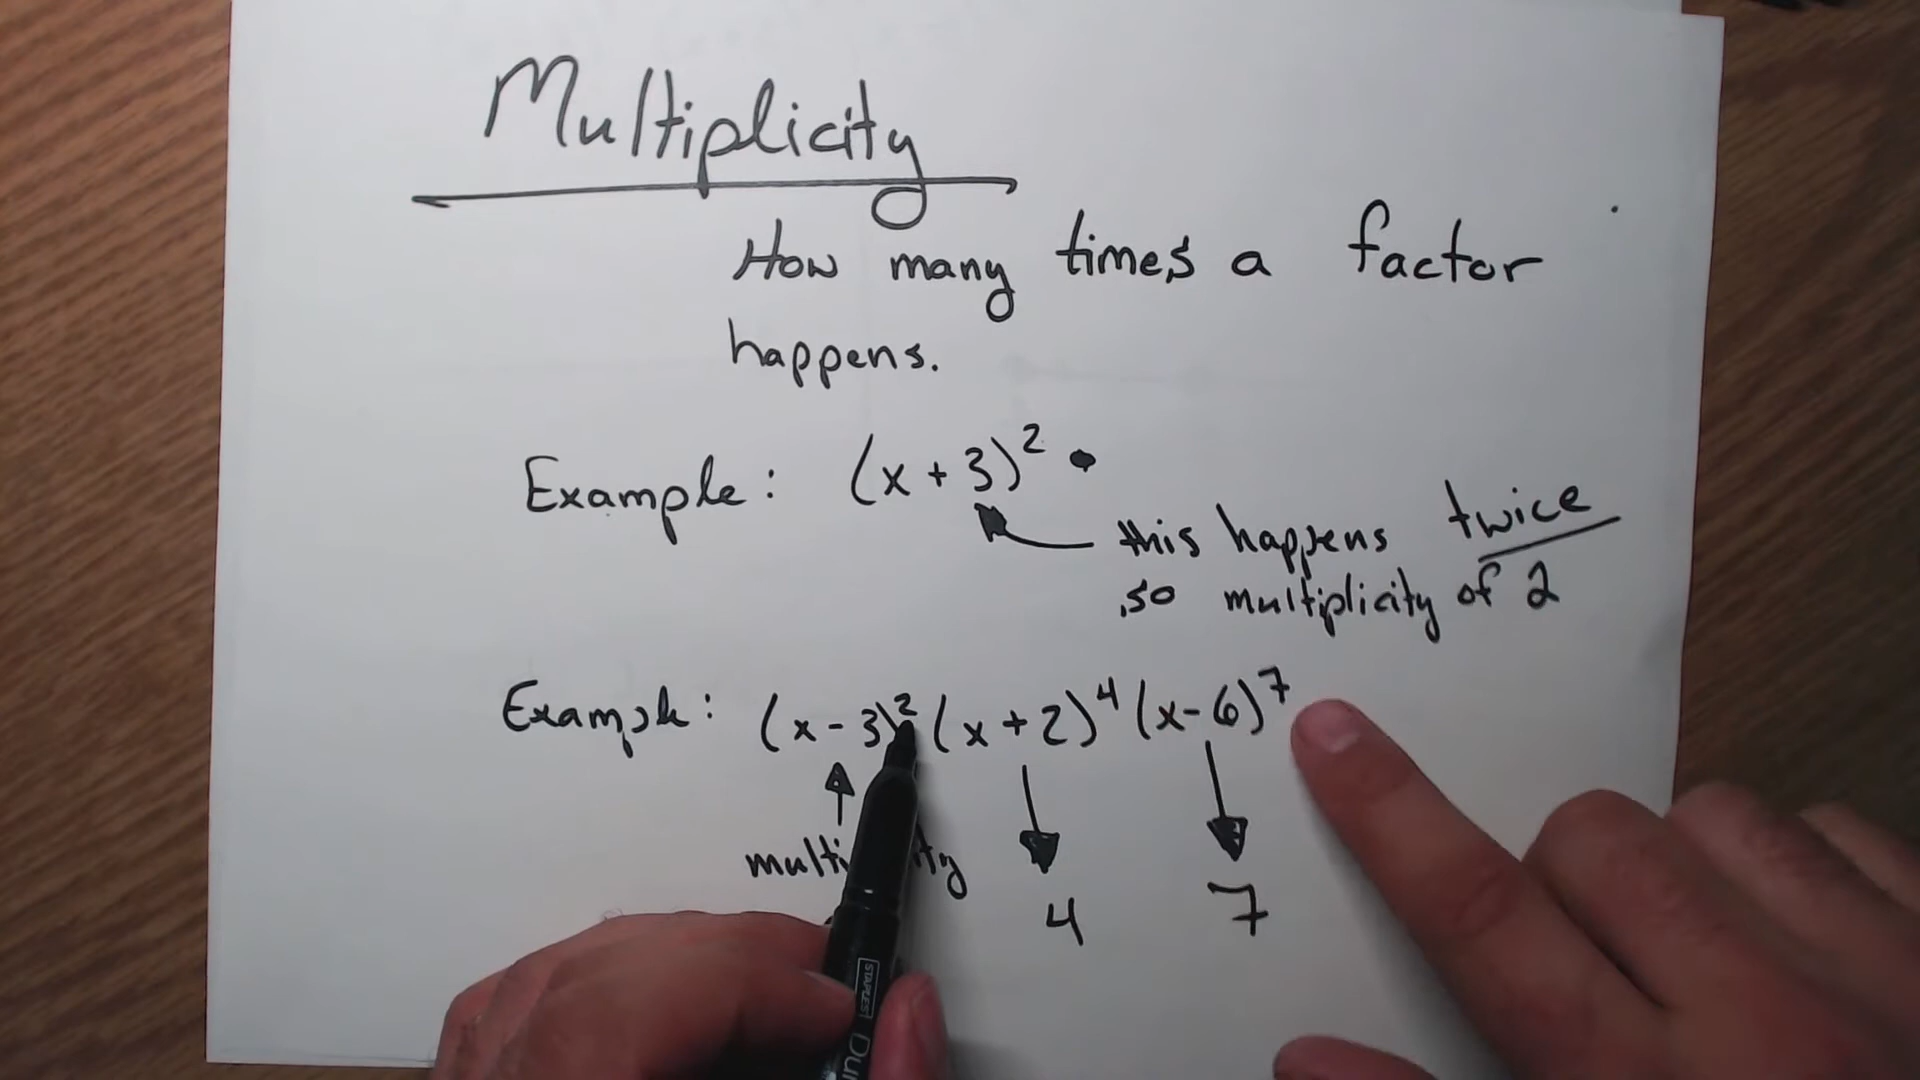 Multiplicity
How many times a factor
happens.
Example: (x + 3)² •
this happens twice
so multiplicity of 2
Example: (x - 3)² (x + 2)⁴ (x - 6)⁷
4 7
STAPLES